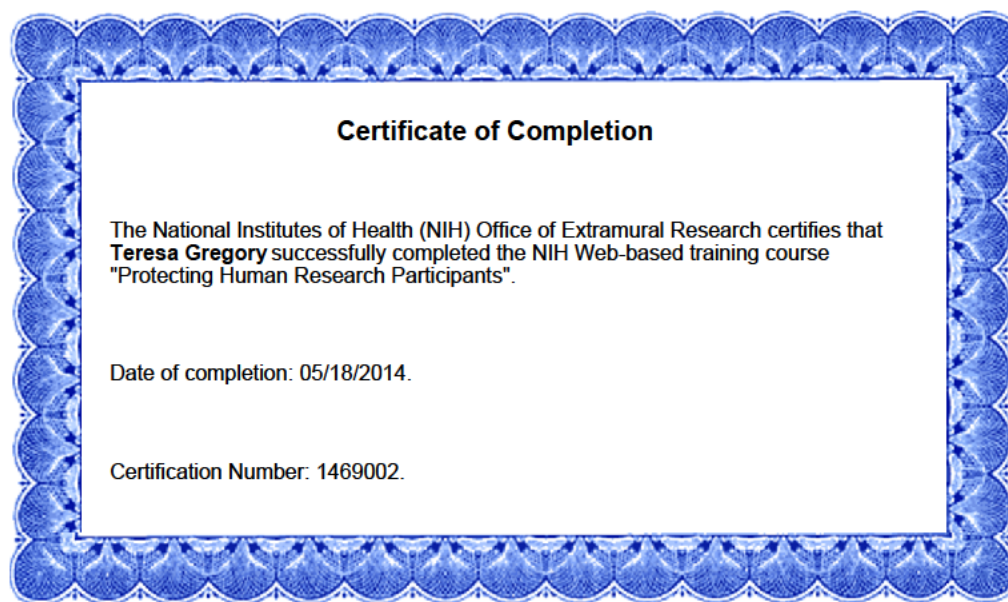 Certificate of Completion
The National Institutes of Health (NIH) Office of Extramural Research certifies that
Teresa Gregory successfully completed the NIH Web-based training course
"Protecting Human Research Participants".
Date of completion: 05/18/2014.
Certification Number: 1469002.